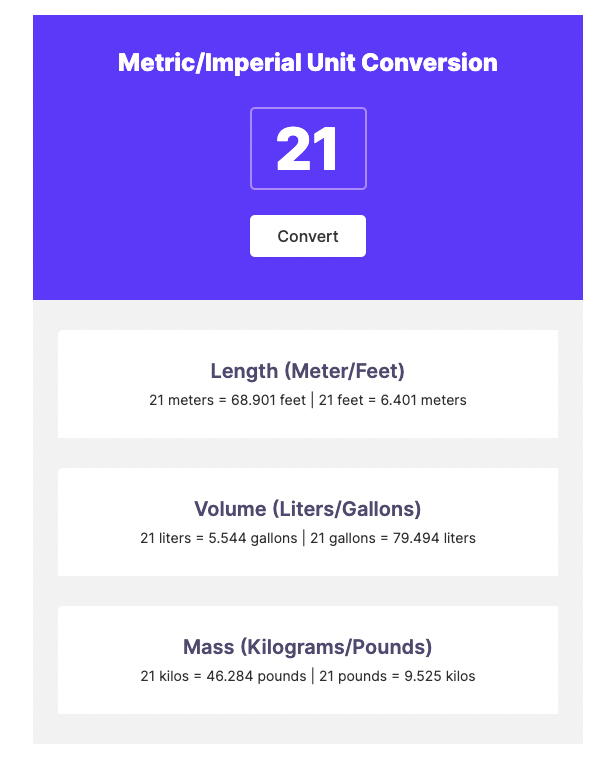 Metric/Imperial Unit Conversion
21
Convert
Length (Meter/Feet)
21 meters = 68.901 feet | 21 feet = 6.401 meters
Volume (Liters/Gallons)
21 liters = 5.544 gallons | 21 gallons = 79.494 liters
Mass (Kilograms/Pounds)
21 kilos = 46.284 pounds | 21 pounds = 9.525 kilos